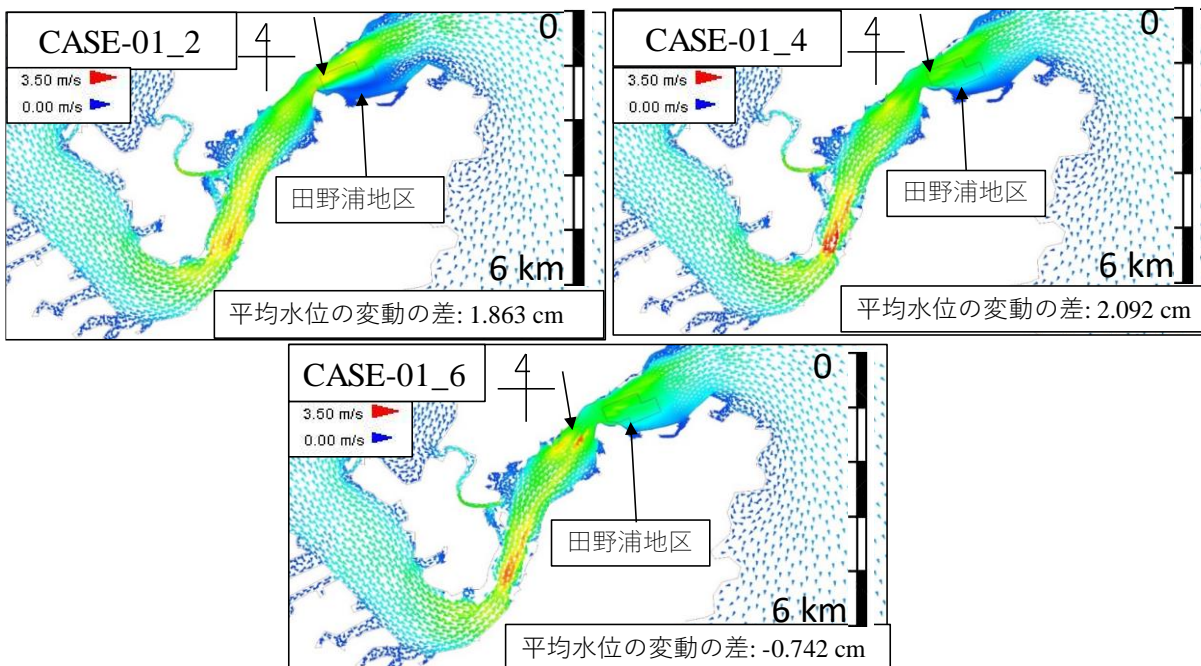 CASE-01_2
4
0
3.50 m/s
0.00 m/s
田野浦地区
6 km
平均水位の変動の差: 1.863 cm
CASE-01_4
4
0
3.50 m/s
0.00 m/s
田野浦地区
6 km
平均水位の変動の差: 2.092 cm
CASE-01_6
4
0
3.50 m/s
0.00 m/s
田野浦地区
6 km
平均水位の変動の差: -0.742 cm